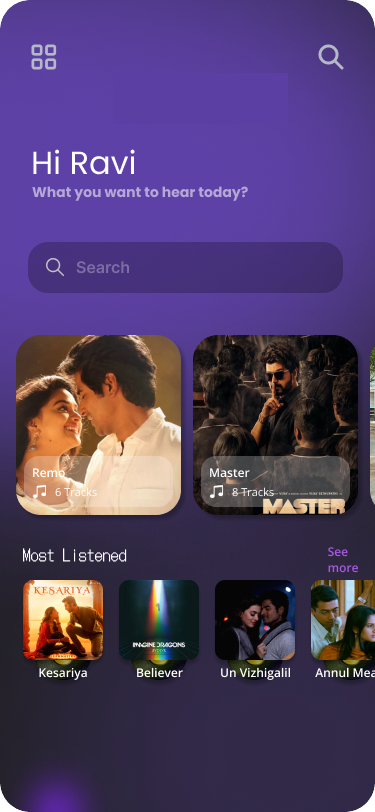 Hi Ravi
What you want to hear today?
Search
Remo
6 Tracks
Master
8 Tracks
MASTER
Most Listened
See
more
KESARIYA
IMAGINE DRAGONS
Kesariya
Believer
Un Vizhigalil
Annul Mea